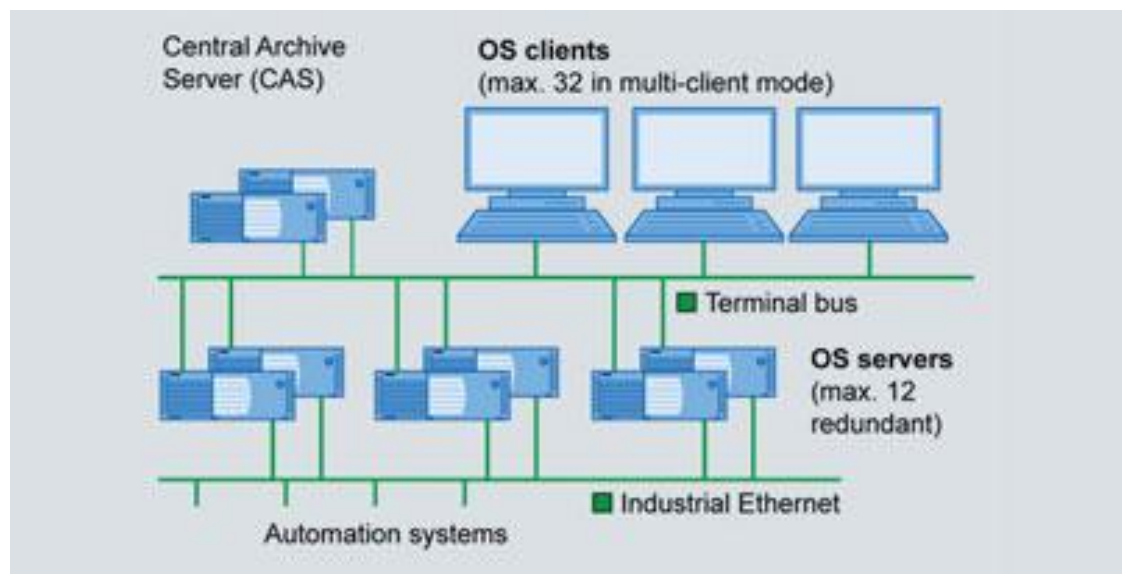 Central Archive
Server (CAS)
OS clients
(max. 32 in multi-client mode)
Terminal bus
OS servers
(max. 12
redundant)
Industrial Ethernet
Automation systems